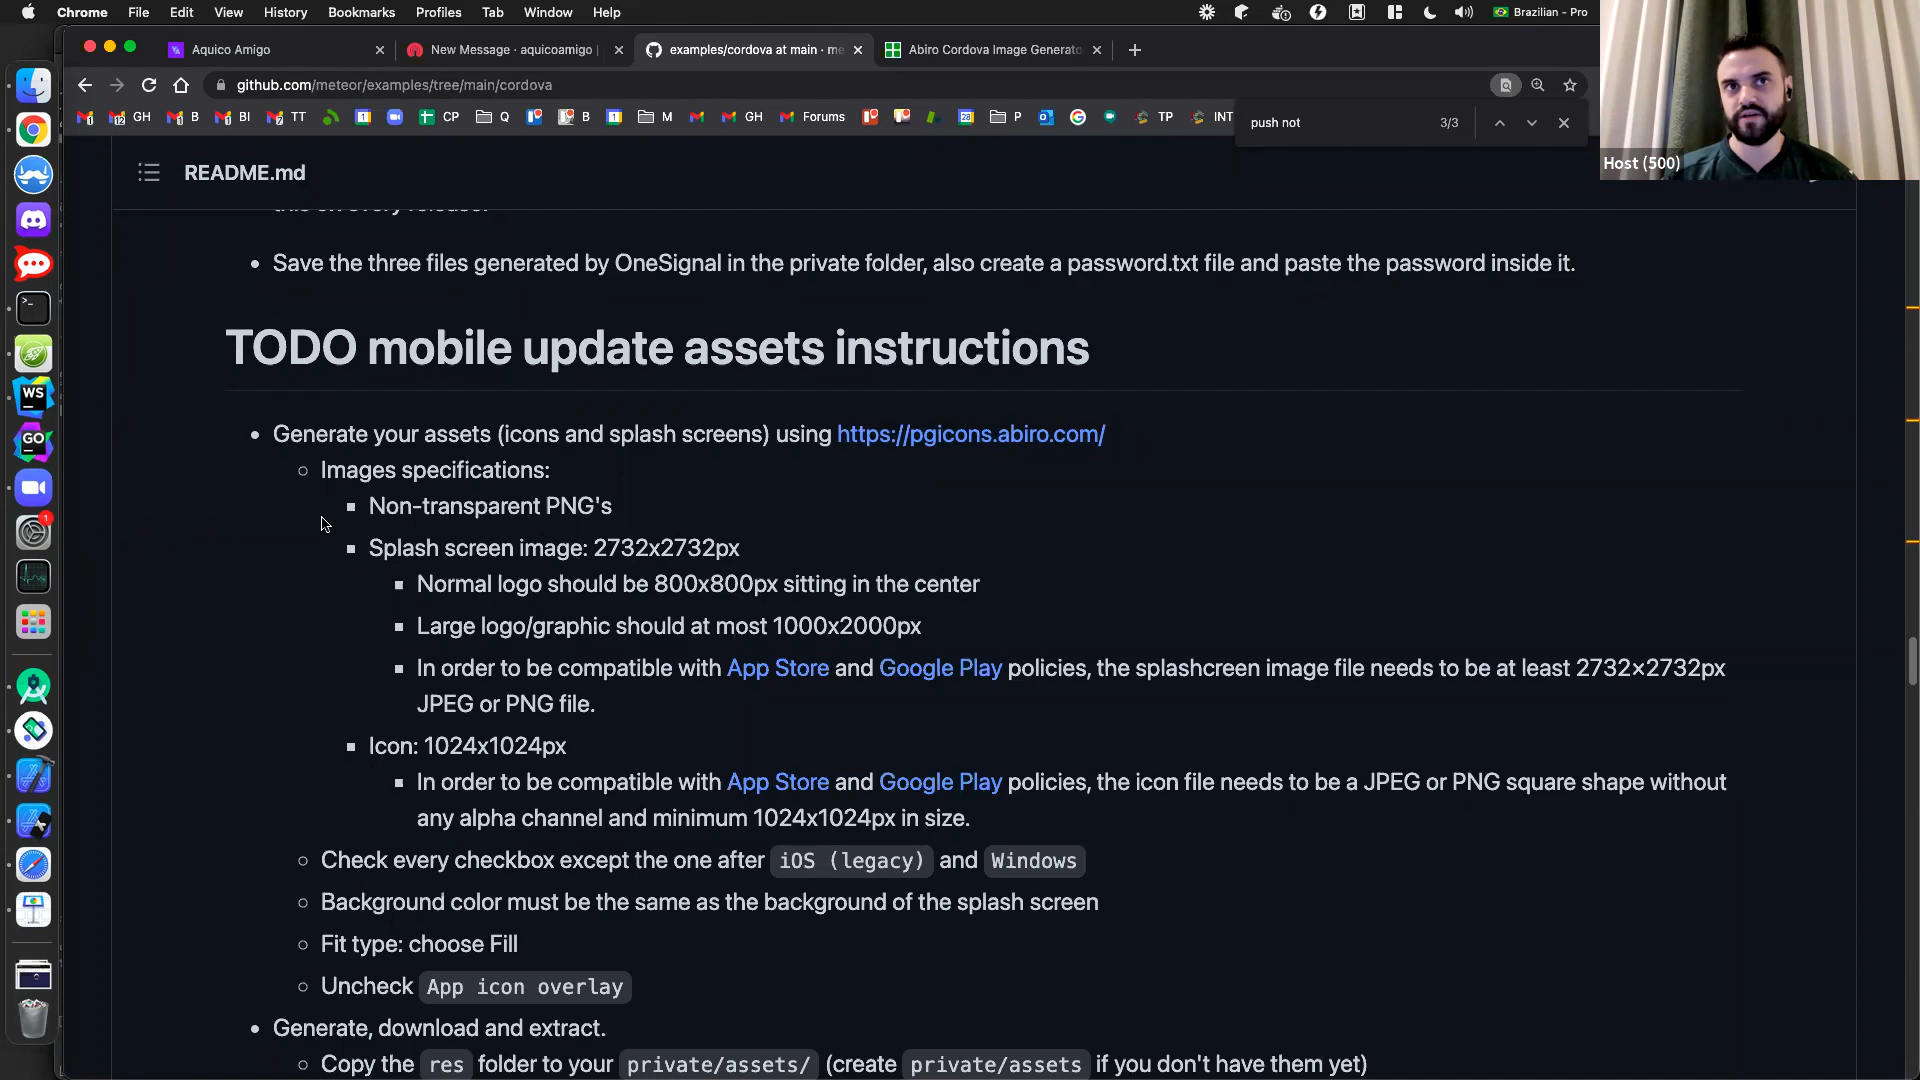 Chrome File Edit View History Bookmarks Profiles Tab Window Help
Brazilian - Pro
Aquico Amigo
New Message · aquicoamigo
examples/cordova at main · me
Abiro Cordova Image Generato
github.com/meteor/examples/tree/main/cordova
GH B BI TT CP Q B M GH Forums P TP INT
push not 3/3
Host (500)
README.md
Save the three files generated by OneSignal in the private folder, also create a password.txt file and paste the password inside it.
TODO mobile update assets instructions
Generate your assets (icons and splash screens) using https://pgicons.abiro.com/
Images specifications:
Non-transparent PNG's
Splash screen image: 2732x2732px
Normal logo should be 800x800px sitting in the center
Large logo/graphic should at most 1000x2000px
In order to be compatible with App Store and Google Play policies, the splashcreen image file needs to be at least 2732×2732px
JPEG or PNG file.
Icon: 1024x1024px
In order to be compatible with App Store and Google Play policies, the icon file needs to be a JPEG or PNG square shape without
any alpha channel and minimum 1024x1024px in size.
Check every checkbox except the one after iOS (legacy) and Windows
Background color must be the same as the background of the splash screen
Fit type: choose Fill
Uncheck App icon overlay
Generate, download and extract.
Copy the res folder to your private/assets/ (create private/assets if you don't have them yet)